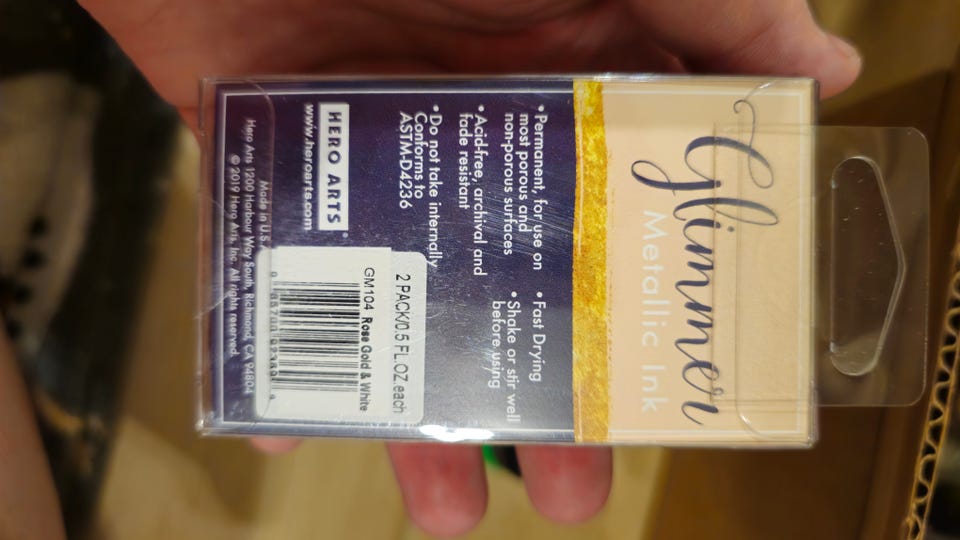 Glimmer
Metallic Ink
• Permanent, for use on
most porous and
non-porous surfaces
• Acid-free, archival and
fade resistant
• Do not take internally
Conforms to
ASTM-D4236
• Fast Drying
• Shake or stir well
before using
HERO ARTS®
www.heroarts.com
2 PACK/0.5 FL.OZ.each
GM104 Rose Gold & White
Made in U.S.A.
Hero Arts 1200 Harbour Way South, Richmond, CA 94804
© 2019 Hero Arts, Inc. All rights reserved.